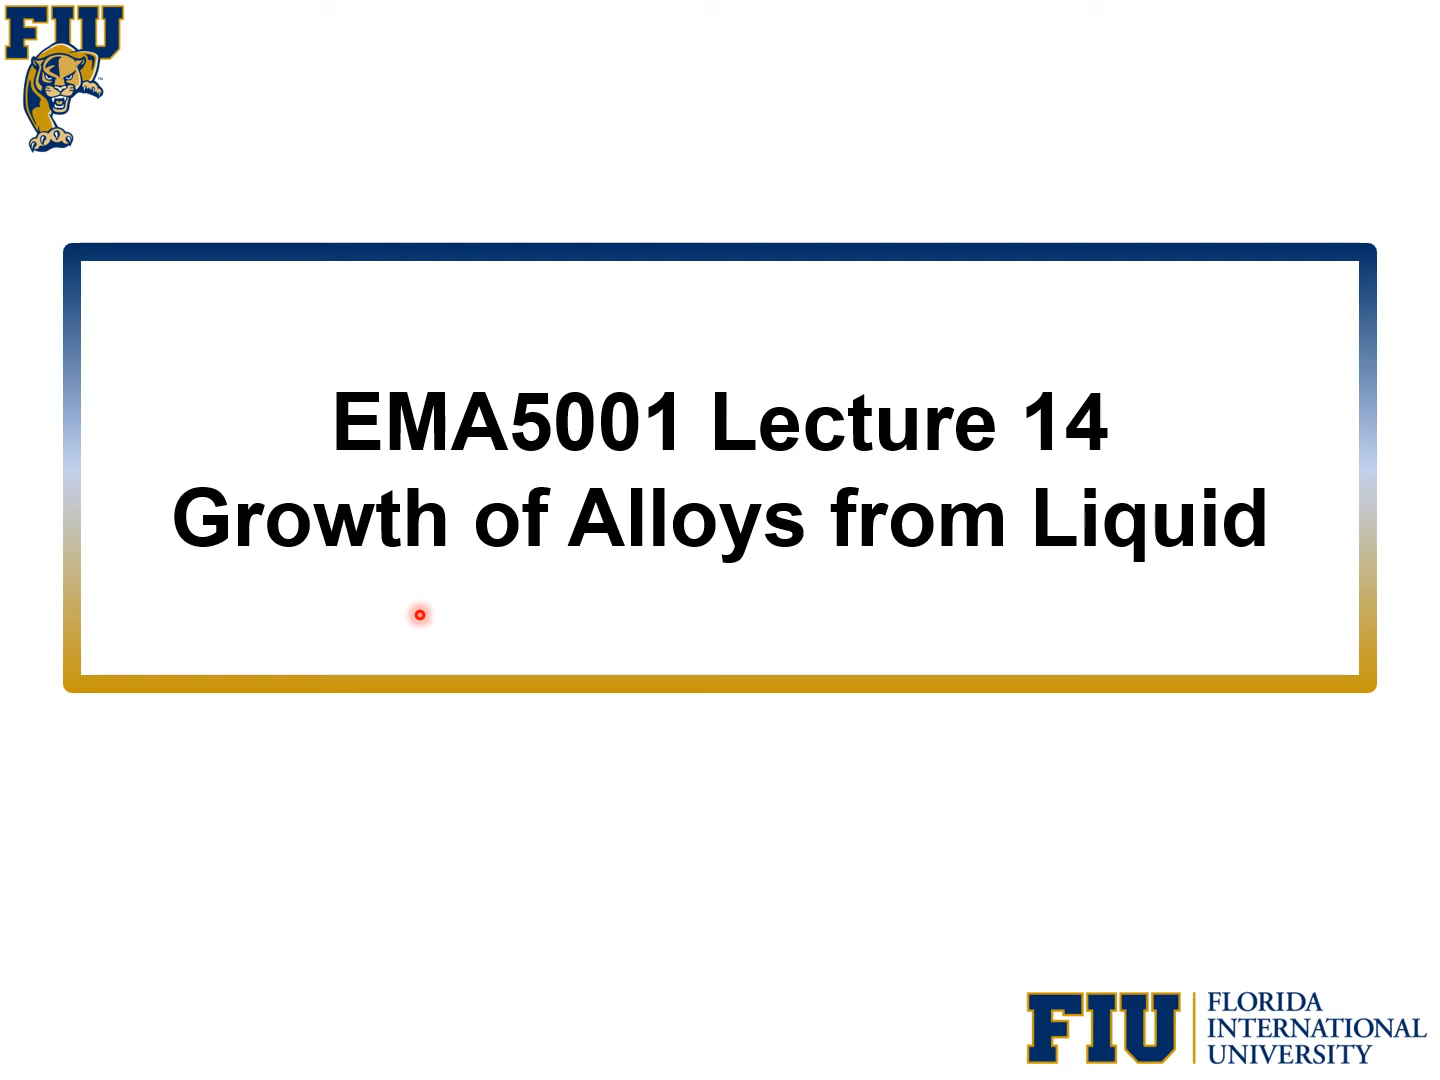 FIU
EMA5001 Lecture 14
Growth of Alloys from Liquid
FIU
FLORIDA
INTERNATIONAL
UNIVERSITY